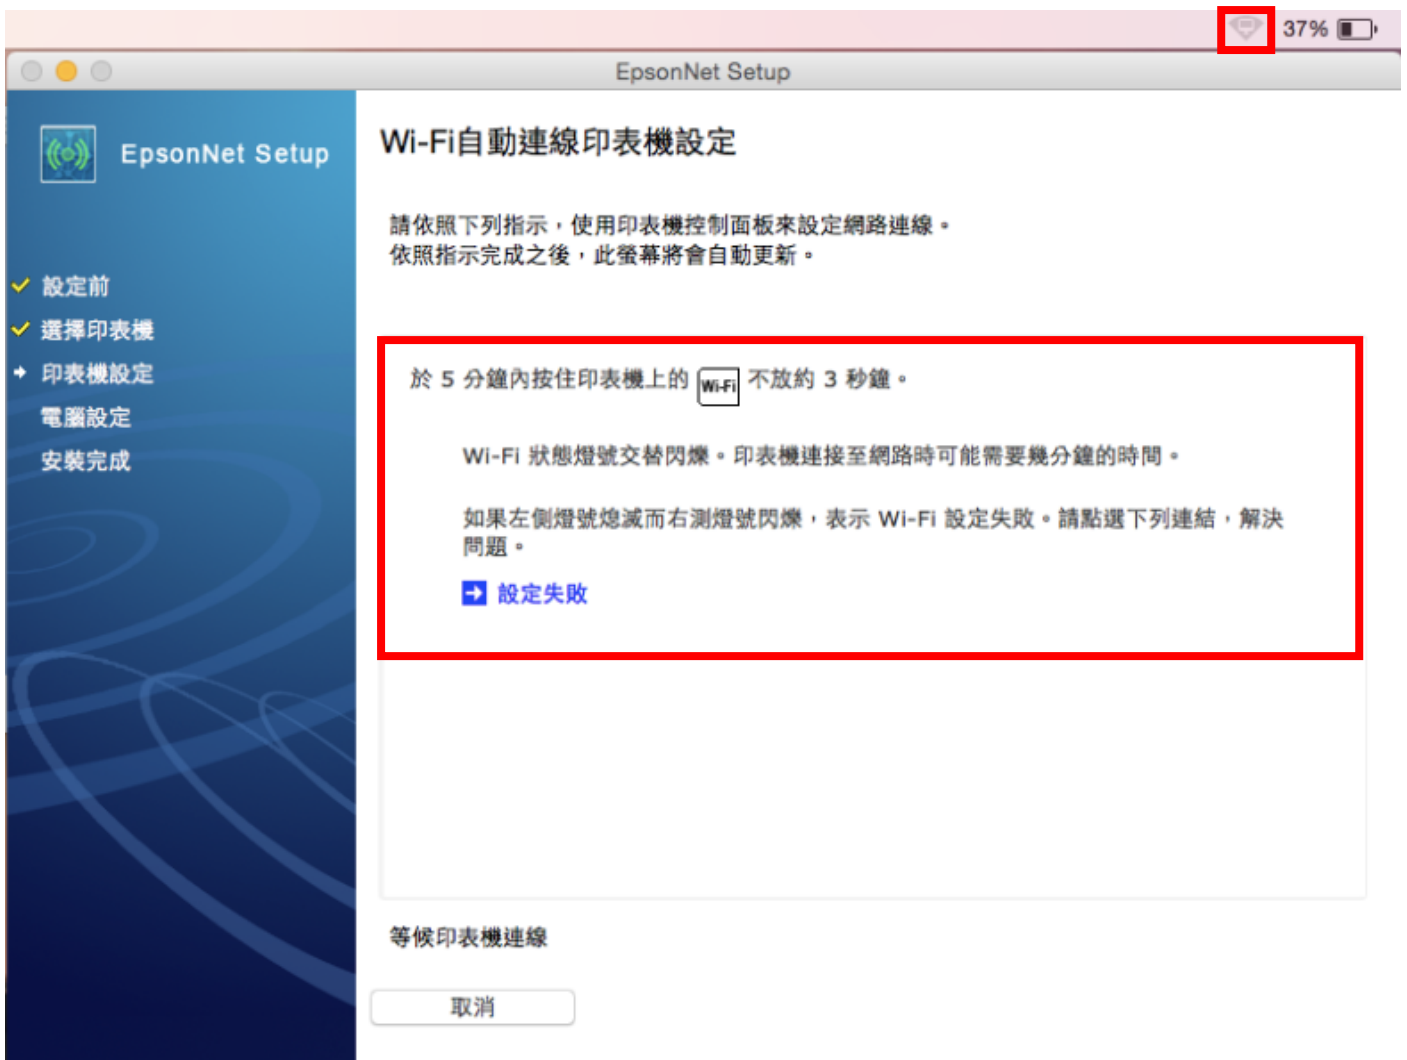 37%
EpsonNet Setup
EpsonNet Setup
設定前
選擇印表機
印表機設定
電腦設定
安裝完成
Wi-Fi自動連線印表機設定
請依照下列指示，使用印表機控制面板來設定網路連線。
依照指示完成之後，此螢幕將會自動更新。
於 5 分鐘內按住印表機上的 Wi-Fi 不放約 3 秒鐘。
Wi-Fi 狀態燈號交替閃爍。印表機連接至網路時可能需要幾分鐘的時間。
如果左側燈號熄滅而右測燈號閃爍，表示 Wi-Fi 設定失敗。請點選下列連結，解決
問題。
設定失敗
等候印表機連線
取消